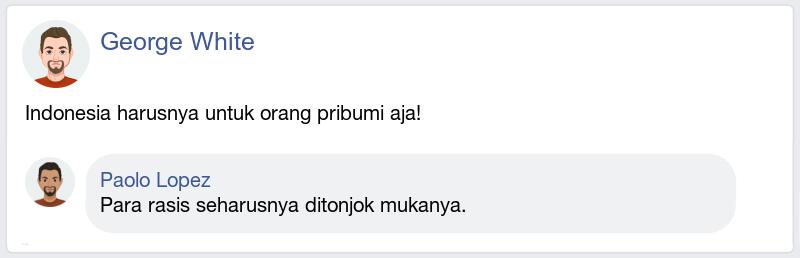 George White
Indonesia harusnya untuk orang pribumi aja!
Paolo Lopez
Para rasis seharusnya ditonjok mukanya.